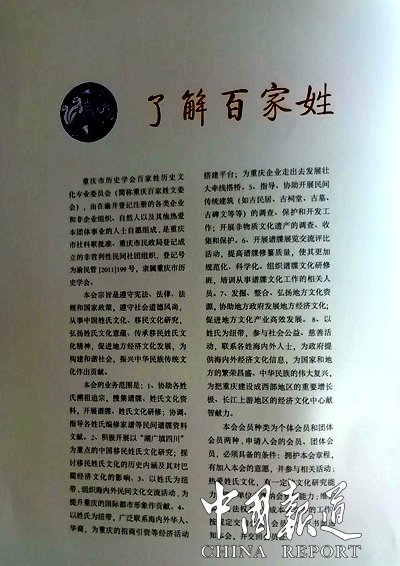 了解百家姓
重庆市历史学会百家姓历史文
化专业委员会（简称重庆百家姓文委
会），由在渝并登记注册的各类企业
和非企业组织、自然人以及其他热爱
本团体事业的人士自愿组成，是重庆
市社科联批准、重庆市民政局登记成
立的非营利性民间社团组织，登记号
为渝民管[2011]199号，隶属重庆市历
史学会。
本会宗旨是遵守宪法、法律、法
规和国家政策，遵守社会道德风尚，
从事中国姓氏文化、移民文化研究，
弘扬姓氏文化意蕴、传承移民姓氏文
化精神，促进地方经济文化发展，为
构建和谐社会，振兴中华民族传统文
化作出贡献。
本会的业务范围是：1、协助各姓
氏溯祖追宗，搜集谱牒、姓氏文化资
料，开展谱牒、姓氏文化研修；协调、
指导各姓氏编修家谱等民间谱牒资料
文献。2、积极开展以“湖广填四川”
为重点的中国移民姓氏文化研究；探
讨移民姓氏文化的历史内涵及其对巴
蜀经济文化的影响。3、以姓氏为纽
带，组织海内外民间文化交流活动，为
提升重庆的国际都市形象作贡献。4、
以姓氏为纽带，广泛联系海内外华人、
华裔，为重庆的招商引资等经济活动
搭建平台；为重庆企业走出去发展壮
大牵线搭桥。5、指导、协助开展民间
传统建筑（如古民居、古祠堂、古墓、
古碑文等等）的调查、保护和开发工
作；开展非物质文化遗产的调查、收
集和保护。6、开展谱牒展览交流评比
活动，提高谱牒修纂质量，使其更加
规范化、科学化。组织谱牒文化研修
班，培训从事谱牒文化工作的相关人
员。7、发掘、整合、弘扬地方文化资
源，协助地方政府发展地方经济文化，
促进地方文化产业高效发展。8、以
姓氏为纽带，参与社会公益、慈善活
动，联系各姓海内外人士，为政府提
供海内外经济文化信息，为国家和地
方的繁荣昌盛、中华民族的伟大复兴，
为把重庆建设成西部地区的重要增长
极、长江上游地区的经济文化中心献
智献力。
本会会员种类为个体会员和团体
会员两种，申请入会的会员、团体会
员，必须具备的条件：拥护本会章程，
有加入本会的意愿，并参与相关活动；
热爱姓氏文化，有一定文化研究能力
中国报道
CHINA REPORT